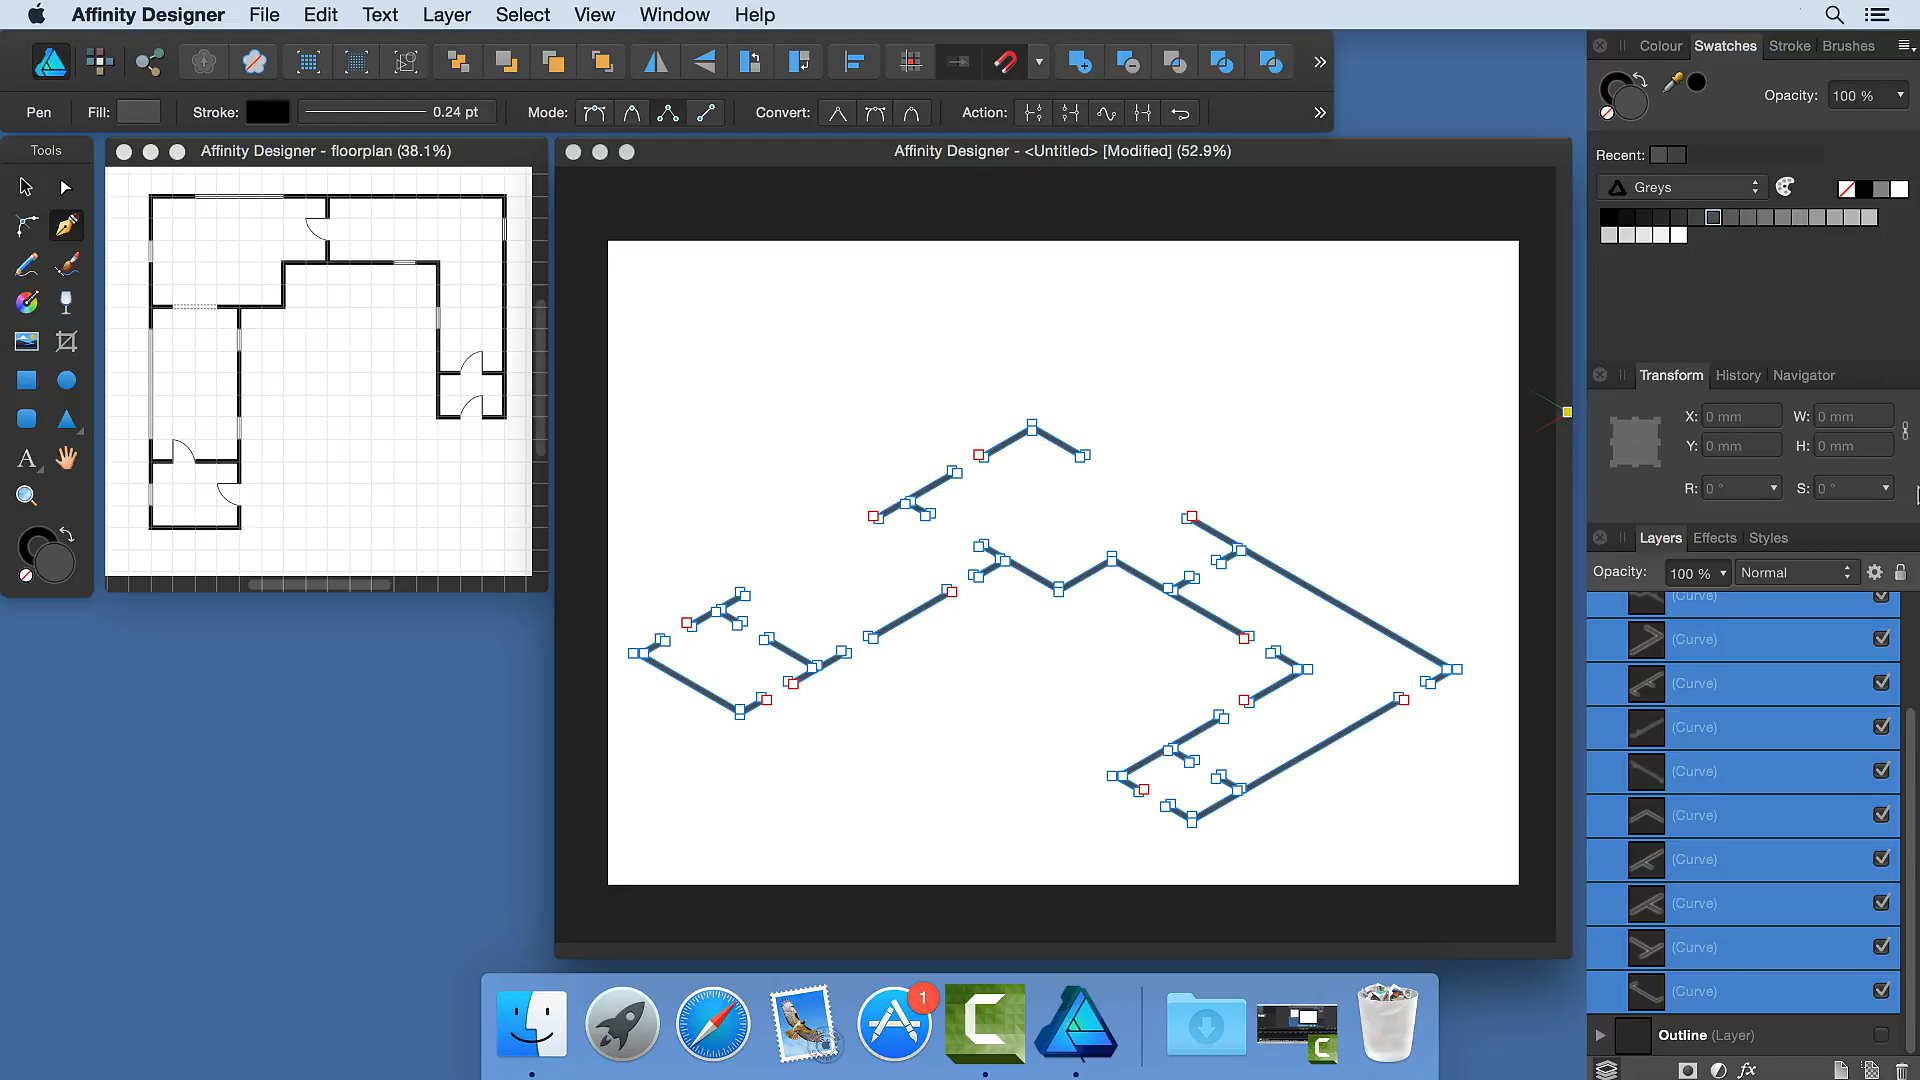 Affinity Designer File Edit Text Layer Select View Window Help
Pen Fill: Stroke: 0.24 pt Mode: Convert: Action:
Tools
Affinity Designer - floorplan (38.1%)
Affinity Designer - <Untitled> [Modified] (52.9%)
A
Colour Swatches Stroke Brushes
Opacity: 100 %
Recent:
Greys
Transform History Navigator
X: 0 mm W: 0 mm
Y: 0 mm H: 0 mm
R: 0 ° S: 0 °
Layers Effects Styles
Opacity: 100 % Normal
(Curve)
(Curve)
(Curve)
(Curve)
(Curve)
(Curve)
(Curve)
(Curve)
(Curve)
(Curve)
Outline (Layer)
fx
1